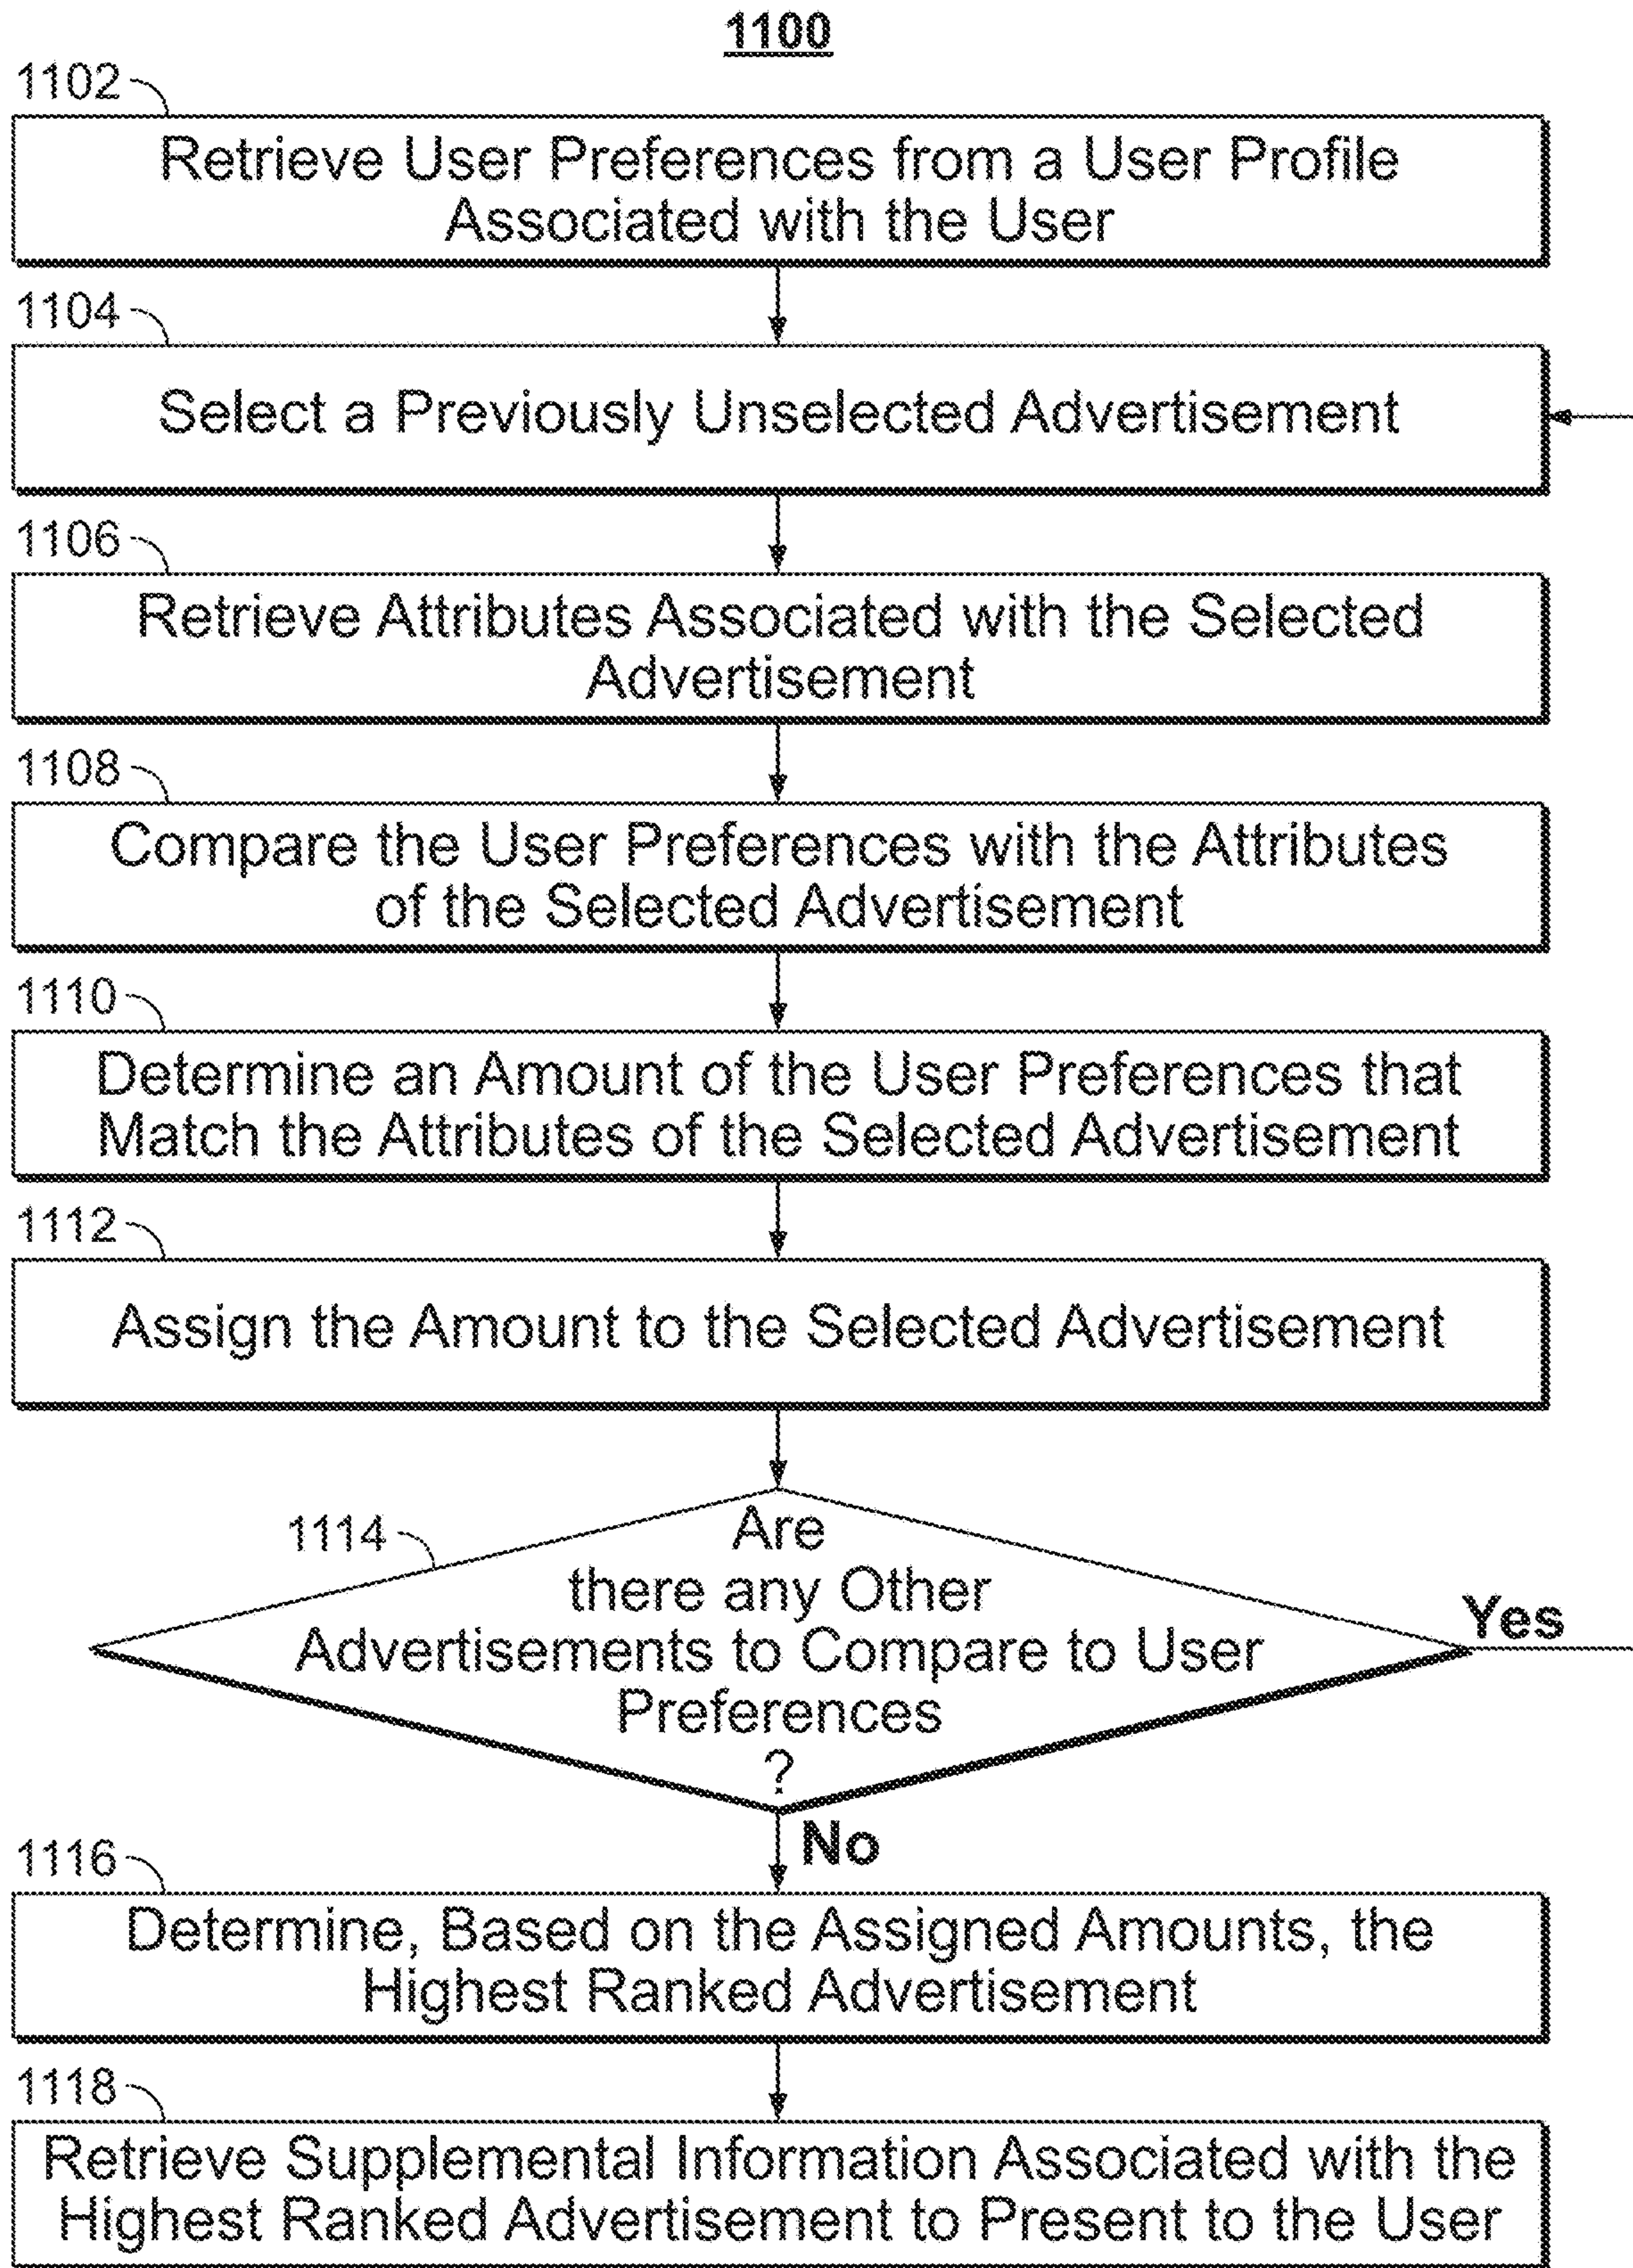 1100
1102
Retrieve User Preferences from a User Profile
Associated with the User
1104
Select a Previously Unselected Advertisement
1106
Retrieve Attributes Associated with the Selected
Advertisement
1108
Compare the User Preferences with the Attributes
of the Selected Advertisement
1110
Determine an Amount of the User Preferences that
Match the Attributes of the Selected Advertisement
1112
Assign the Amount to the Selected Advertisement
1114
Are
there any Other
Advertisements to Compare to User
Preferences
?
Yes
No
1116
Determine, Based on the Assigned Amounts, the
Highest Ranked Advertisement
1118
Retrieve Supplemental Information Associated with the
Highest Ranked Advertisement to Present to the User